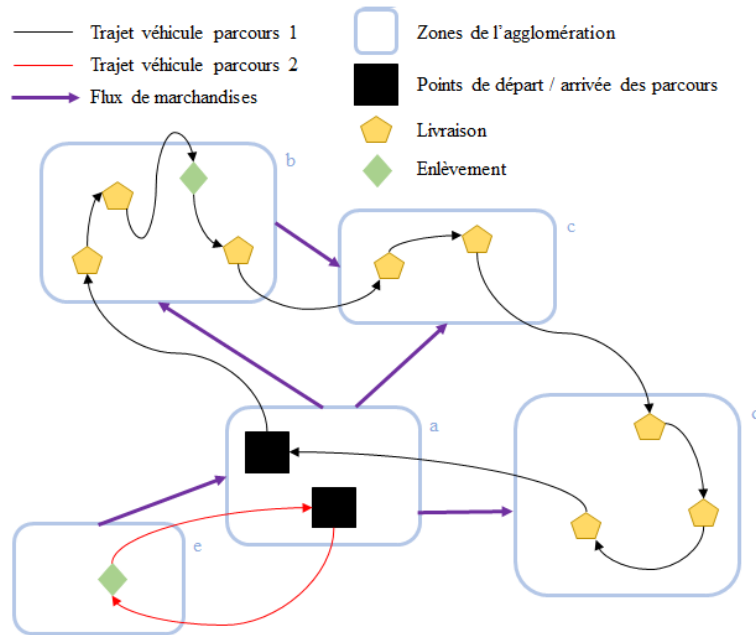 Trajet véhicule parcours 1
Trajet véhicule parcours 2
Flux de marchandises
Zones de l'agglomération
Points de départ / arrivée des parcours
Livraison
Enlèvement
b
c
a
d
e